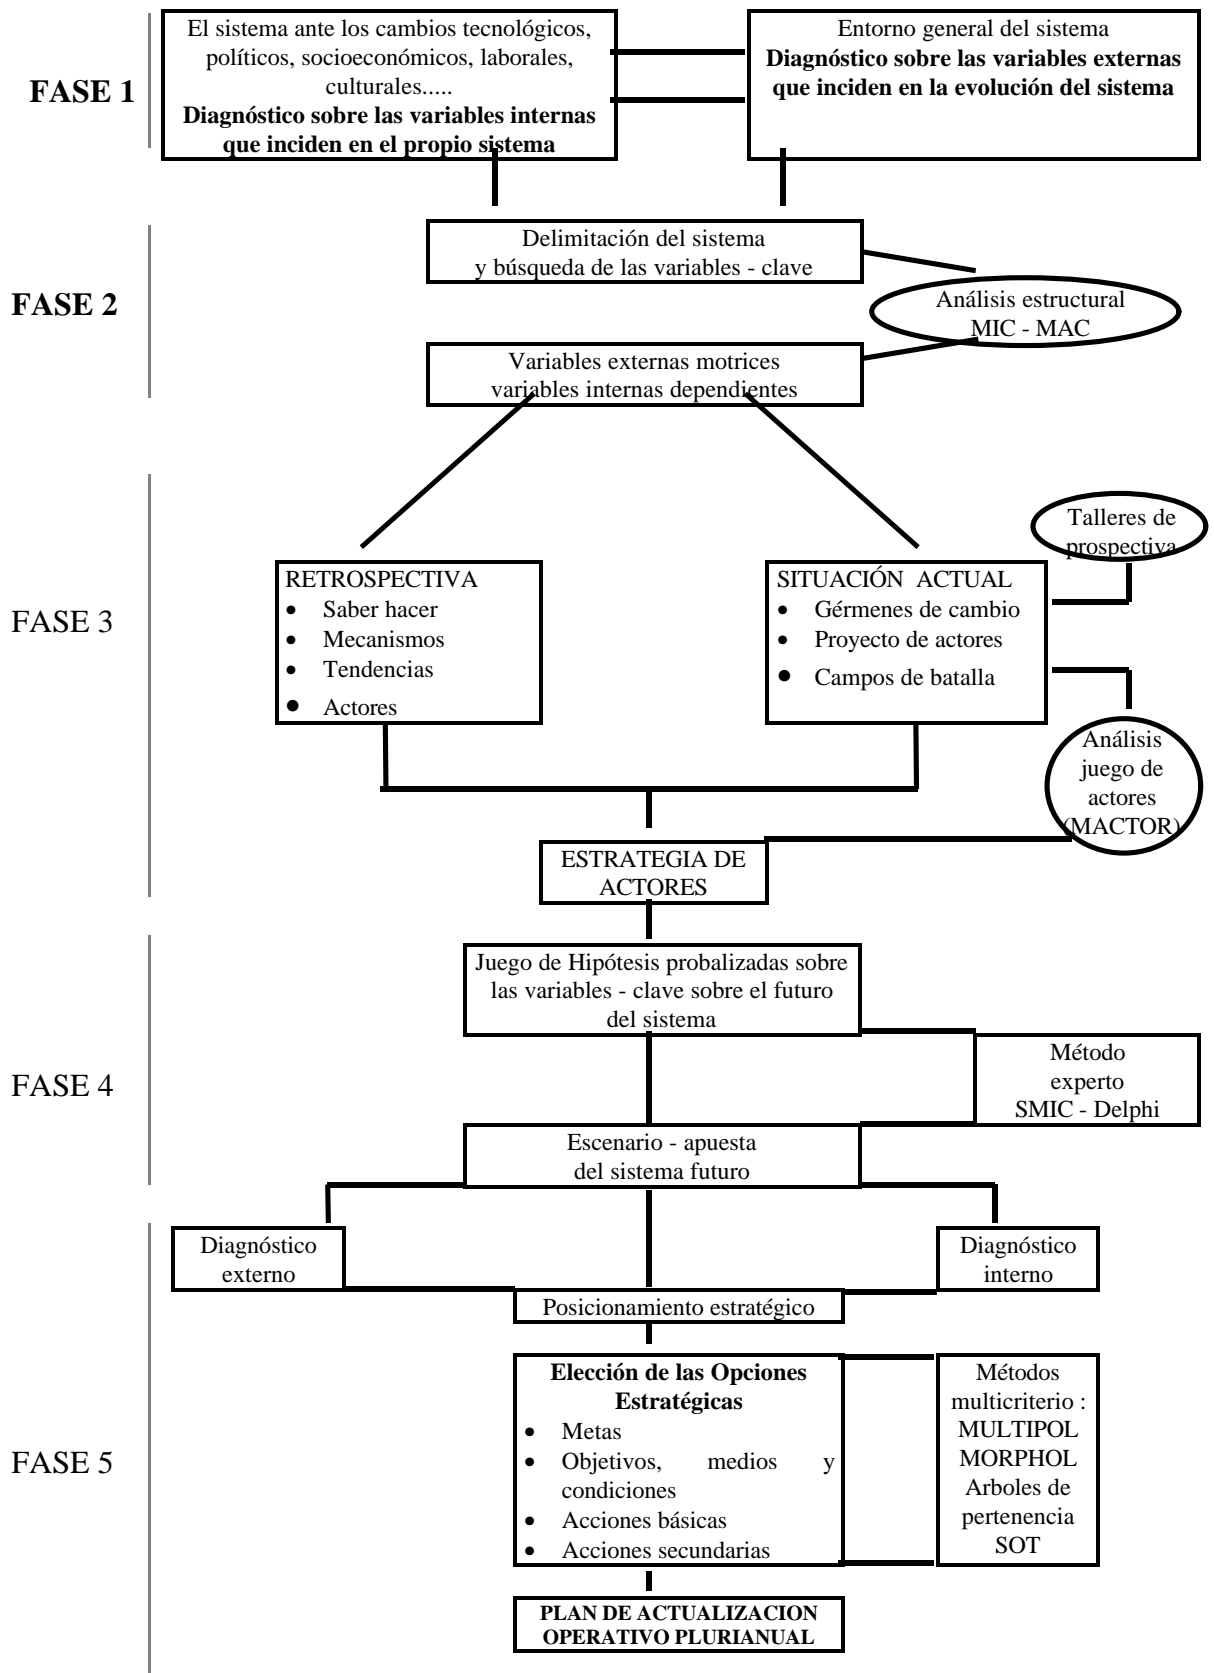 FASE 1
El sistema ante los cambios tecnológicos,
políticos, socioeconómicos, laborales,
culturales.....
Diagnóstico sobre las variables internas
que inciden en el propio sistema
Entorno general del sistema
Diagnóstico sobre las variables externas
que inciden en la evolución del sistema
FASE 2
Delimitación del sistema
y búsqueda de las variables - clave
Análisis estructural
MIC - MAC
Variables externas motrices
variables internas dependientes
FASE 3
RETROSPECTIVA
• Saber hacer
• Mecanismos
• Tendencias
• Actores
SITUACIÓN ACTUAL
• Gérmenes de cambio
• Proyecto de actores
• Campos de batalla
Talleres de
prospectiva
Análisis
juego de
actores
(MACTOR)
ESTRATEGIA DE
ACTORES
FASE 4
Juego de Hipótesis probalizadas sobre
las variables - clave sobre el futuro
del sistema
Método
experto
SMIC - Delphi
Escenario - apuesta
del sistema futuro
FASE 5
Diagnóstico
externo
Diagnóstico
interno
Posicionamiento estratégico
Elección de las Opciones
Estratégicas
• Metas
• Objetivos, medios y
condiciones
• Acciones básicas
• Acciones secundarias
Métodos
multicriterio :
MULTIPOL
MORPHOL
Arboles de
pertenencia
SOT
PLAN DE ACTUALIZACION
OPERATIVO PLURIANUAL